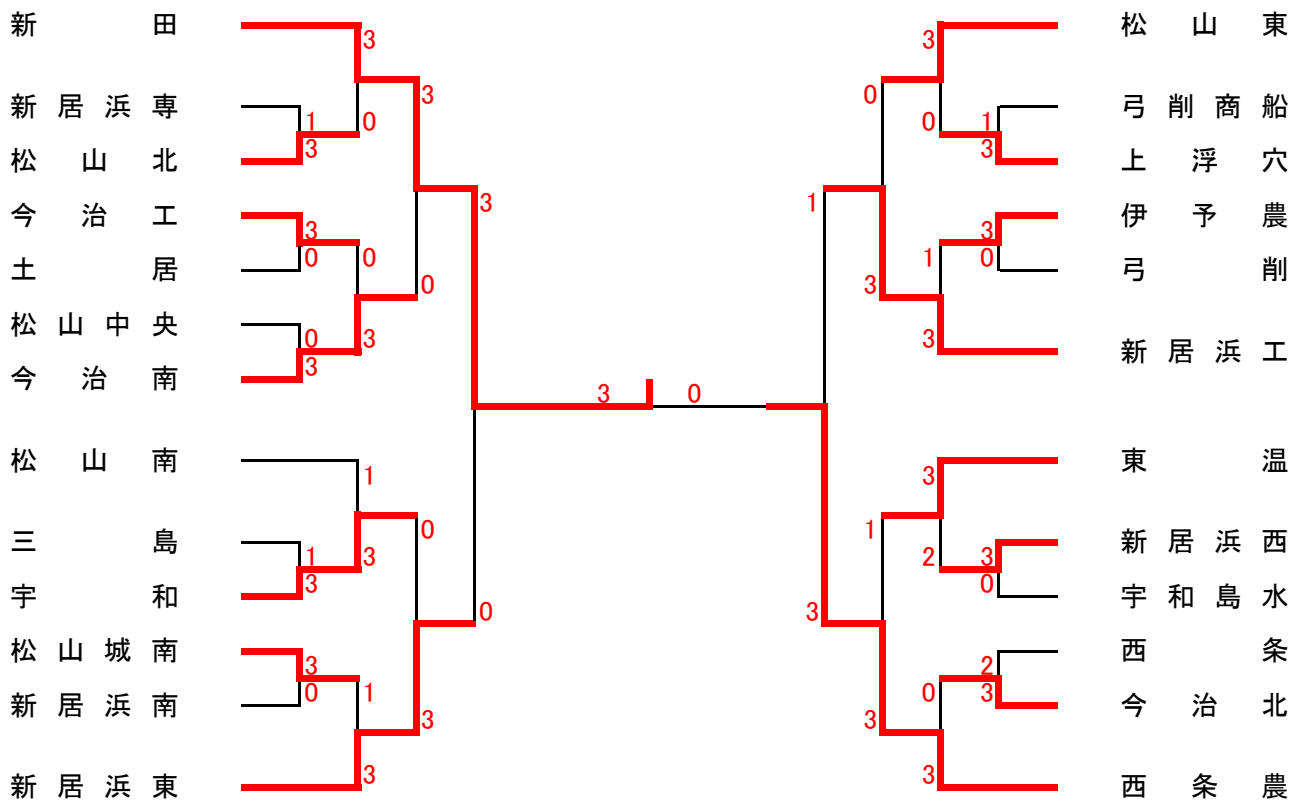 新田
3
新居浜専
1
0
松山北
3
3
今治工
3
0
土居
0
3
松山中央
0
3
今治南
3
0
松山南
1
三島
1
3
宇和
3
0
松山城南
3
1
新居浜南
0
3
新居浜東
3
0
3
0
松山東
3
弓削商船
1
0
上浮穴
3
0
伊予農
3
1
弓削
0
新居浜工
3
3
1
東温
3
新居浜西
3
2
宇和島水
0
1
西条
2
今治北
3
0
西条農
3
3
3